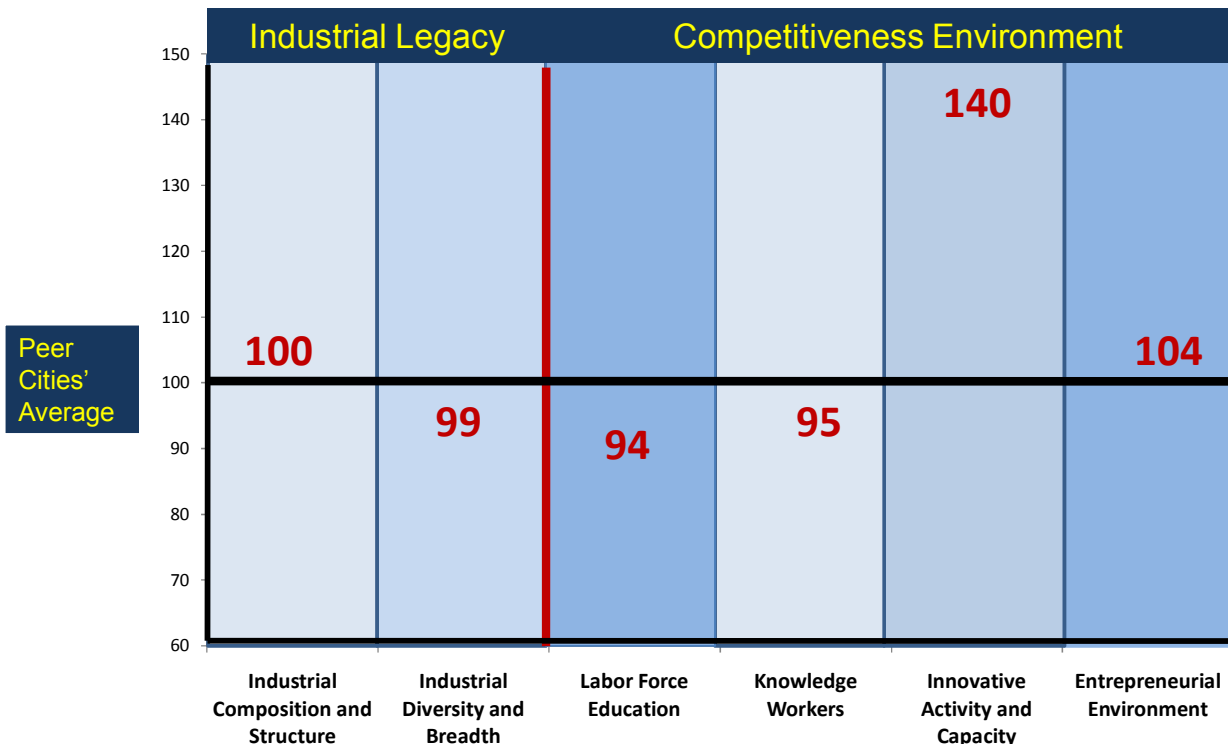 Industrial Legacy
Competitiveness Environment
150
140
140
130
120
110
100
104
Peer
Cities’
Average
100
99
94
95
90
80
70
60
Industrial
Composition and
Structure
Industrial
Diversity and
Breadth
Labor Force
Education
Knowledge
Workers
Innovative
Activity and
Capacity
Entrepreneurial
Environment